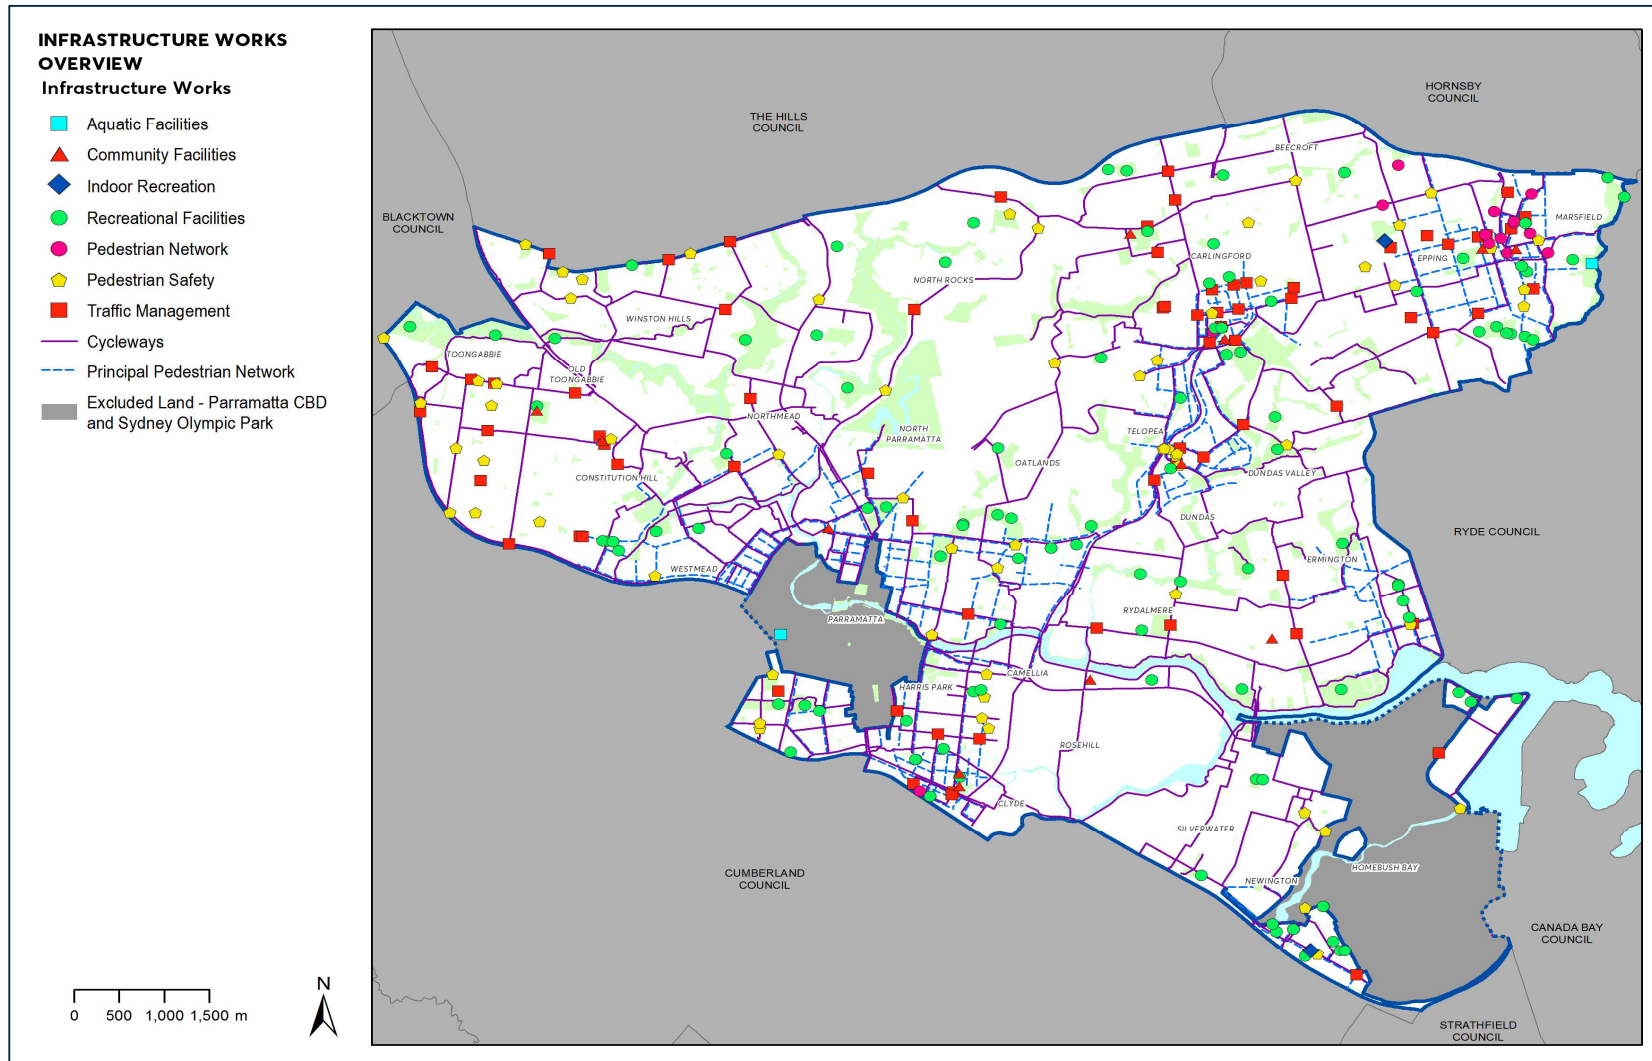 INFRASTRUCTURE WORKS
OVERVIEW
Infrastructure Works
Aquatic Facilities
Community Facilities
Indoor Recreation
Recreational Facilities
Pedestrian Network
Pedestrian Safety
Traffic Management
Cycleways
Principal Pedestrian Network
Excluded Land - Parramatta CBD
and Sydney Olympic Park
0 500 1,000 1,500 m
N
HORNSBY
COUNCIL
THE HILLS
COUNCIL
BLACKTOWN
COUNCIL
BEECROFT
MARSFIELD
CARLINGFORD
EPPING
NORTH ROCKS
WINSTON HILLS
TOONGABBIE
OLD
TOONGABBIE
NORTHMEAD
NORTH
PARRAMATTA
TELOPEA
OATLANDS
DUNDAS VALLEY
CONSTITUTION HILL
DUNDAS
RYDE COUNCIL
ERMINGTON
WESTMEAD
RYDALMERE
PARRAMATTA
CAMELLIA
HARRIS PARK
ROSEHILL
CLYDE
SILVERWATER
HOMEBUSH BAY
NEWINGTON
CUMBERLAND
COUNCIL
CANADA BAY
COUNCIL
STRATHFIELD
COUNCIL